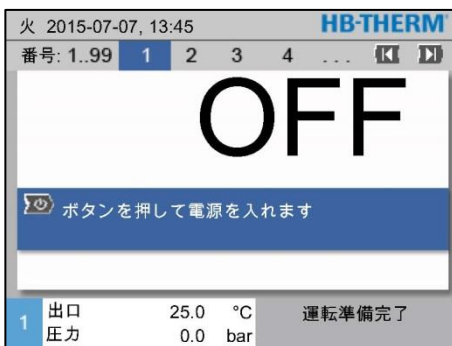 火 2015-07-07, 13:45 HB-THERM
番号: 1..99 1 2 3 4 ...
OFF
ボタンを押して電源を入れます
1
出口 25.0 °C 運転準備完了
圧力 0.0 bar